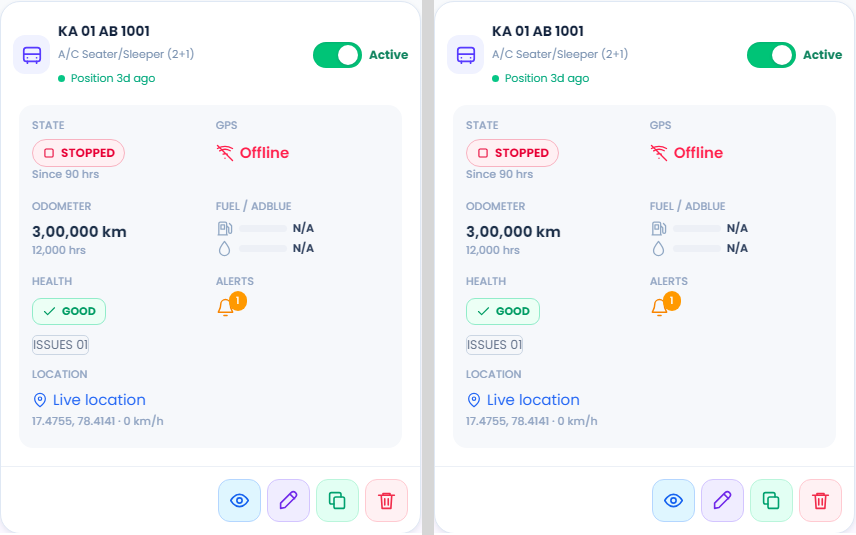 KA 01 AB 1001
A/C Seater/Sleeper (2+1)
Position 3d ago
Active
STATE
GPS
STOPPED
Offline
Since 90 hrs
ODOMETER
FUEL / ADBLUE
3,00,000 km
N/A
12,000 hrs
N/A
HEALTH
ALERTS
GOOD
1
ISSUES 01
LOCATION
Live location
17.4755, 78.4141 · 0 km/h
KA 01 AB 1001
A/C Seater/Sleeper (2+1)
Position 3d ago
Active
STATE
GPS
STOPPED
Offline
Since 90 hrs
ODOMETER
FUEL / ADBLUE
3,00,000 km
N/A
12,000 hrs
N/A
HEALTH
ALERTS
GOOD
1
ISSUES 01
LOCATION
Live location
17.4755, 78.4141 · 0 km/h